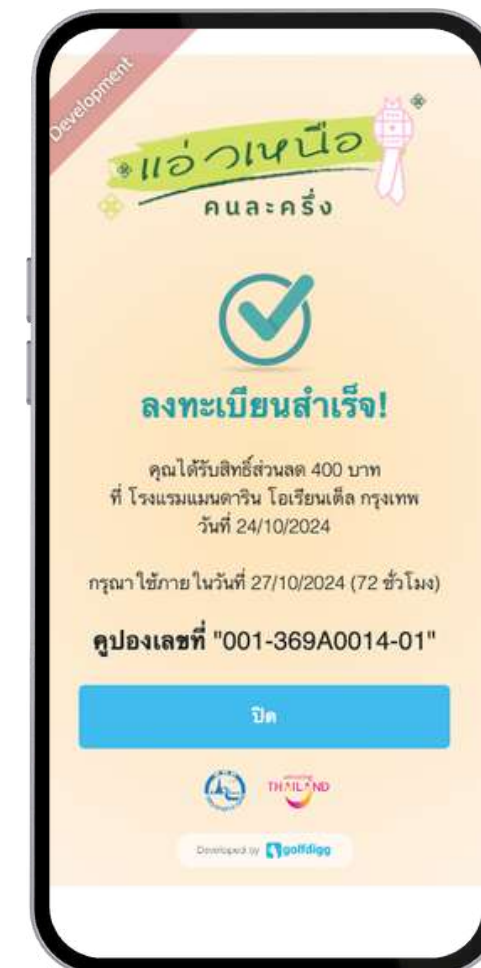 Development
แอ่วเหนือ
คนละครึ่ง
ลงทะเบียนสำเร็จ!
คุณได้รับสิทธิ์ส่วนลด 400 บาท
ที่ โรงแรมแมนดาริน โอเรียนเต็ล กรุงเทพ
วันที่ 24/10/2024
กรุณาใช้ภายในวันที่ 27/10/2024 (72 ชั่วโมง)
คูปองเลขที่ "001-369A0014-01"
ปิด
THAILAND
Developed by golfdigg